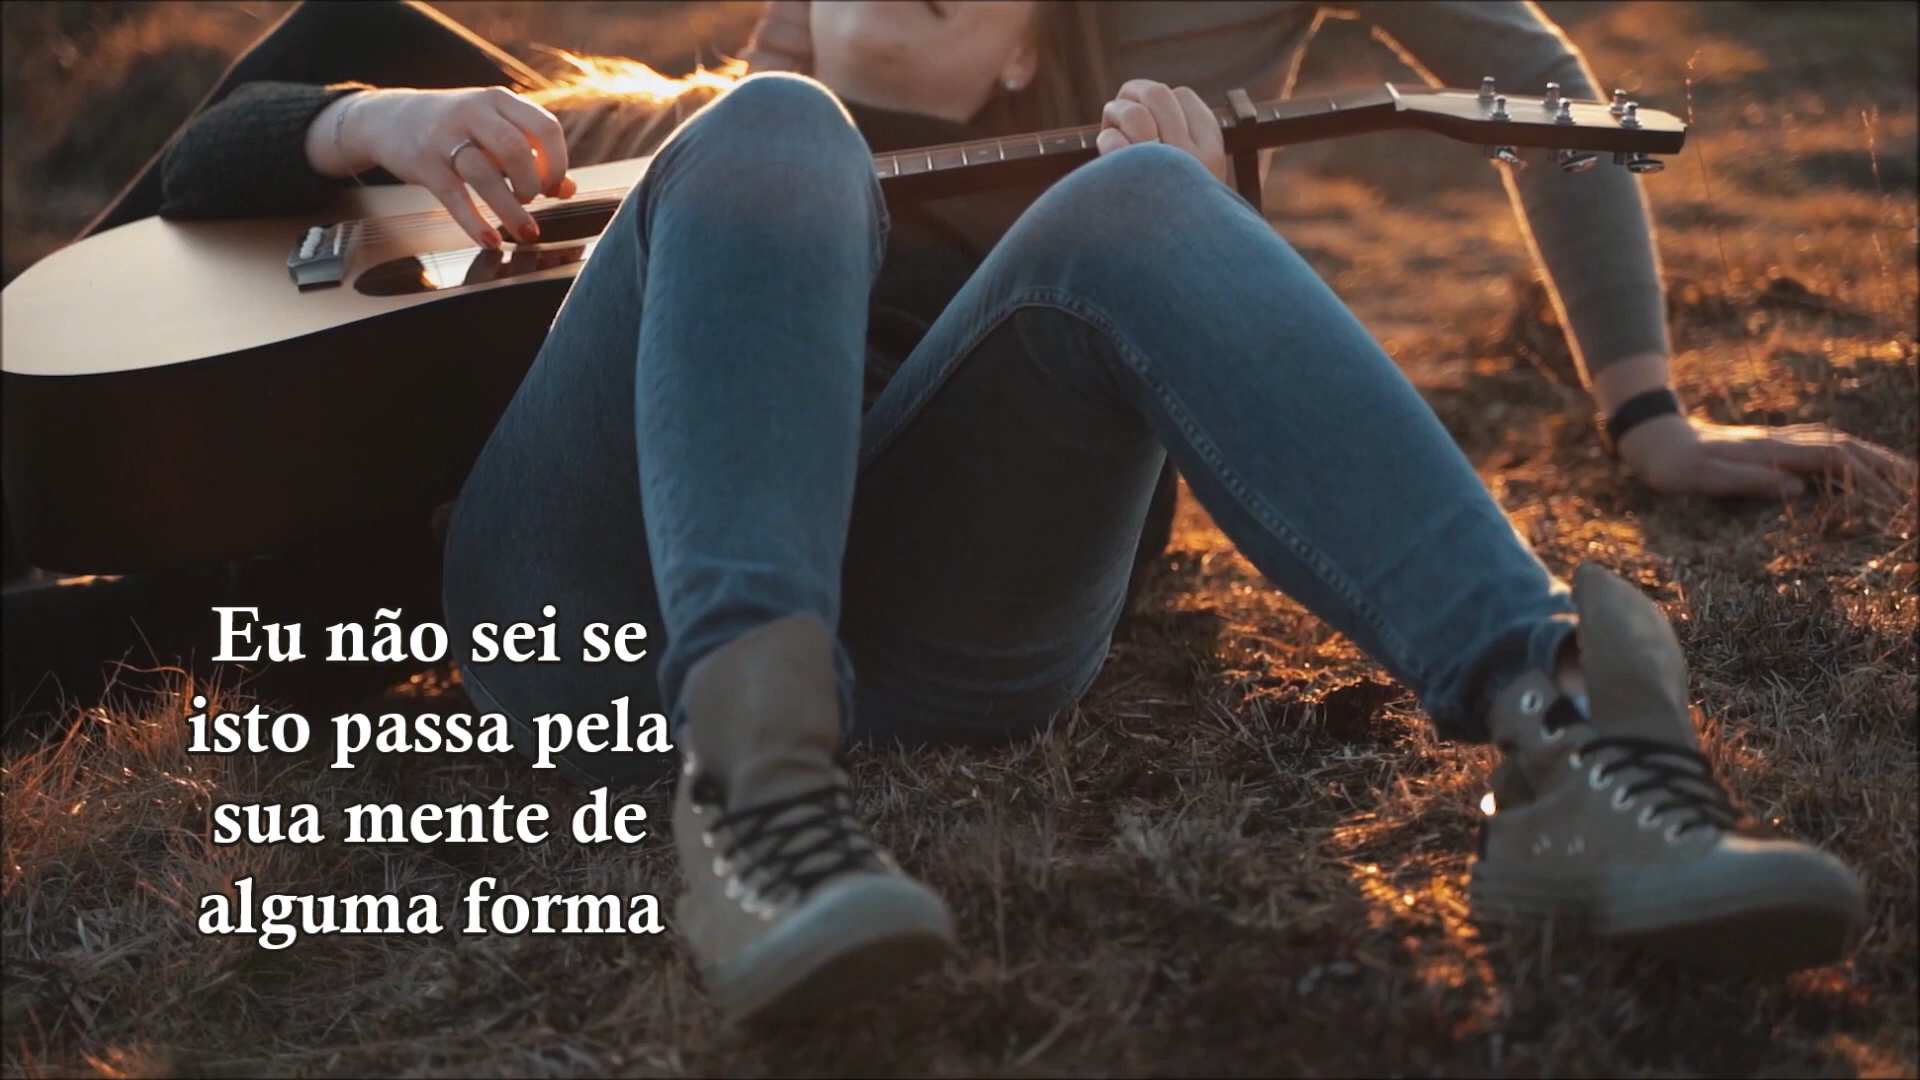 Eu não sei se
isto passa pela
sua mente de
alguma forma